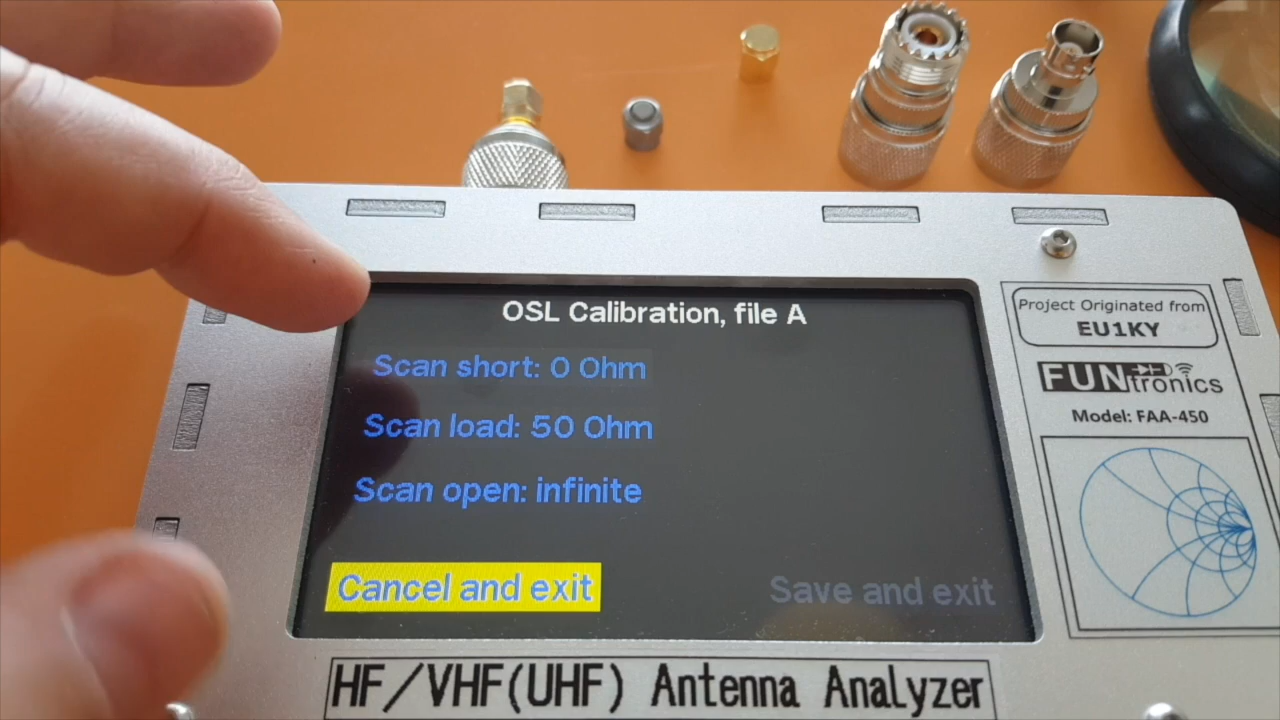 OSL Calibration, file A
Scan short: 0 Ohm
Scan load: 50 Ohm
Scan open: infinite
Cancel and exit
Save and exit
Project Originated from
EU1KY
FUNtronics
Model: FAA-450
HF/VHF(UHF) Antenna Analyzer